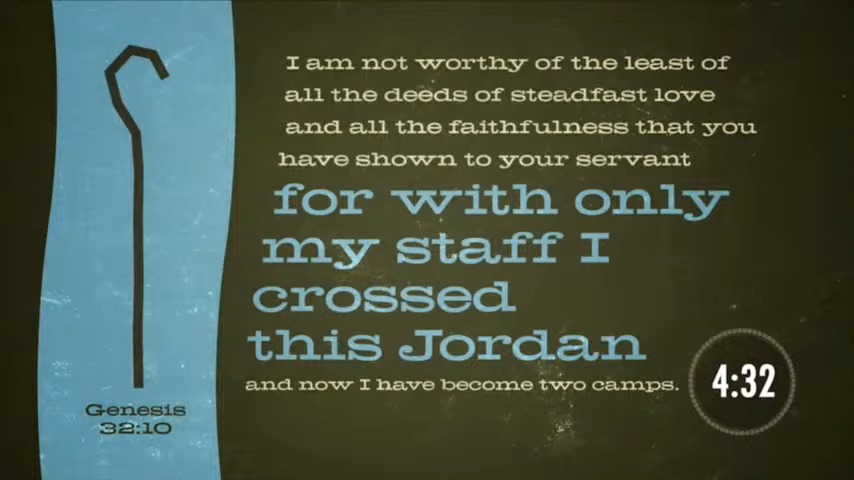 I am not worthy of the least of
all the deeds of steadfast love
and all the faithfulness that you
have shown to your servant
for with only
my staff I
crossed
this Jordan
and now I have become two camps.
Genesis
32:10
4:32